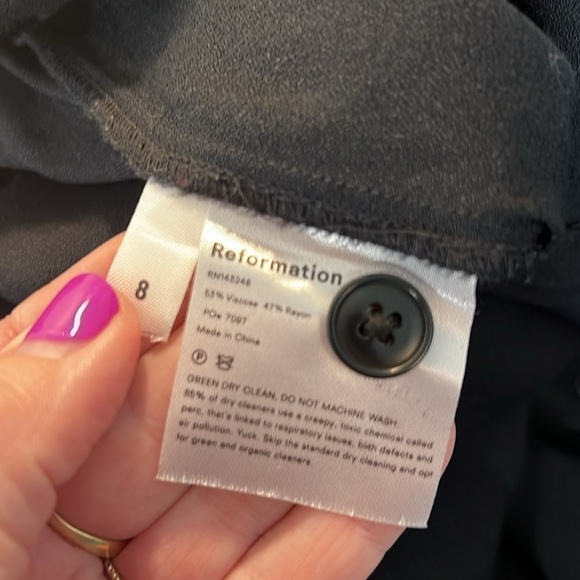 8
Reformation
RN143246
53% Viscose 47% Rayon
POe 7097
Made in China
P
GREEN DRY CLEAN, DO NOT MACHINE WASH
85% of dry cleaners use a creepy, toxic chemical called
perc, that's linked to respiratory issues, birth defects and
air pollution. Yuck. Skip the standard dry cleaning and opt
for green and organic cleaners.